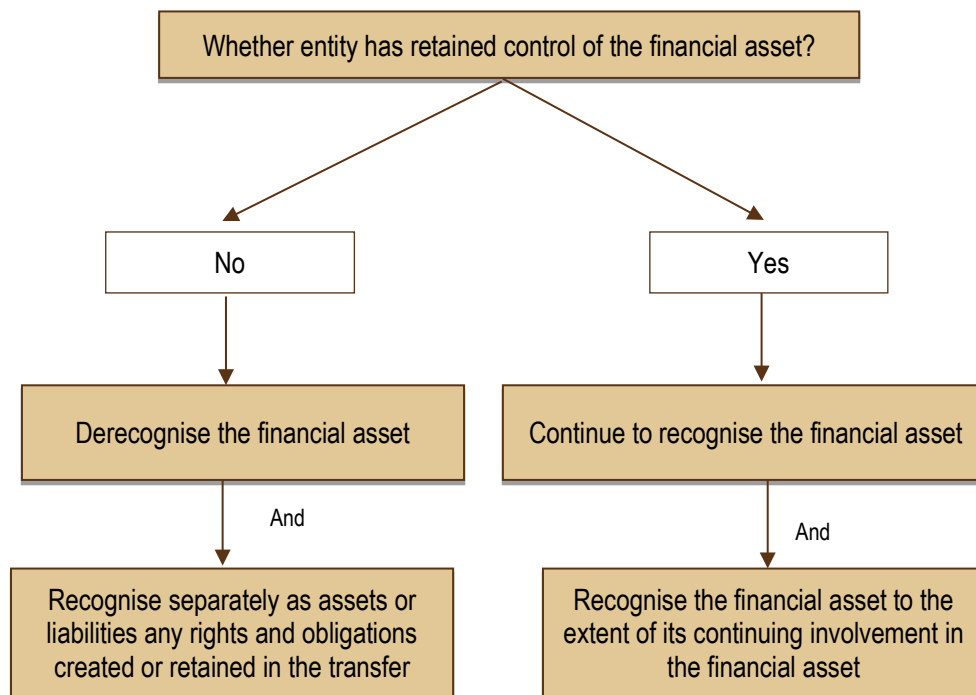 Whether entity has retained control of the financial asset?
No
Yes
Derecognise the financial asset
Continue to recognise the financial asset
And
And
Recognise separately as assets or
liabilities any rights and obligations
created or retained in the transfer
Recognise the financial asset to the
extent of its continuing involvement in
the financial asset